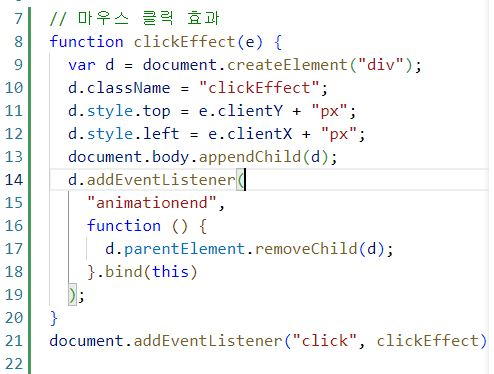 7 // 마우스 클릭 효과
8 function clickEffect(e) {
9 var d = document.createElement("div");
10 d.className = "clickEffect";
11 d.style.top = e.clientY + "px";
12 d.style.left = e.clientX + "px";
13 document.body.appendChild(d);
14 d.addEventListener(
15 "animationend",
16 function () {
17 d.parentElement.removeChild(d);
18 }.bind(this)
19 );
20 }
21 document.addEventListener("click", clickEffect)
22